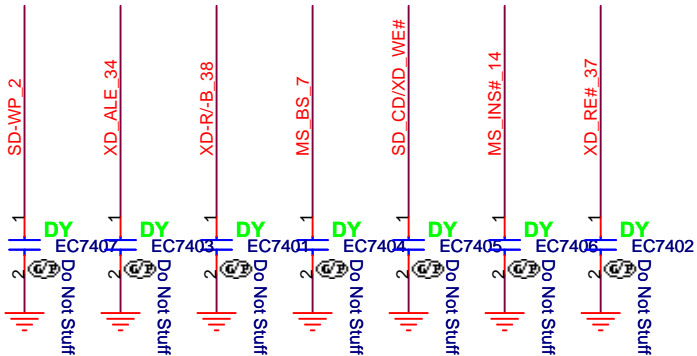 SD-WP_2
XD_ALE_34
XD-R/-B_38
MS_BS_7
SD_CD/XD_WE#
MS_INS#_14
XD_RE#_37
1 1 1 1 1 1 1
DY DY DY DY DY DY DY
EC7407 EC7403 EC7401 EC7404 EC7405 EC7406 EC7402
2 2 2 2 2 2 2
G/P G/P G/P G/P G/P G/P G/P
Do Not Stuff
Do Not Stuff
Do Not Stuff
Do Not Stuff
Do Not Stuff
Do Not Stuff
Do Not Stuff